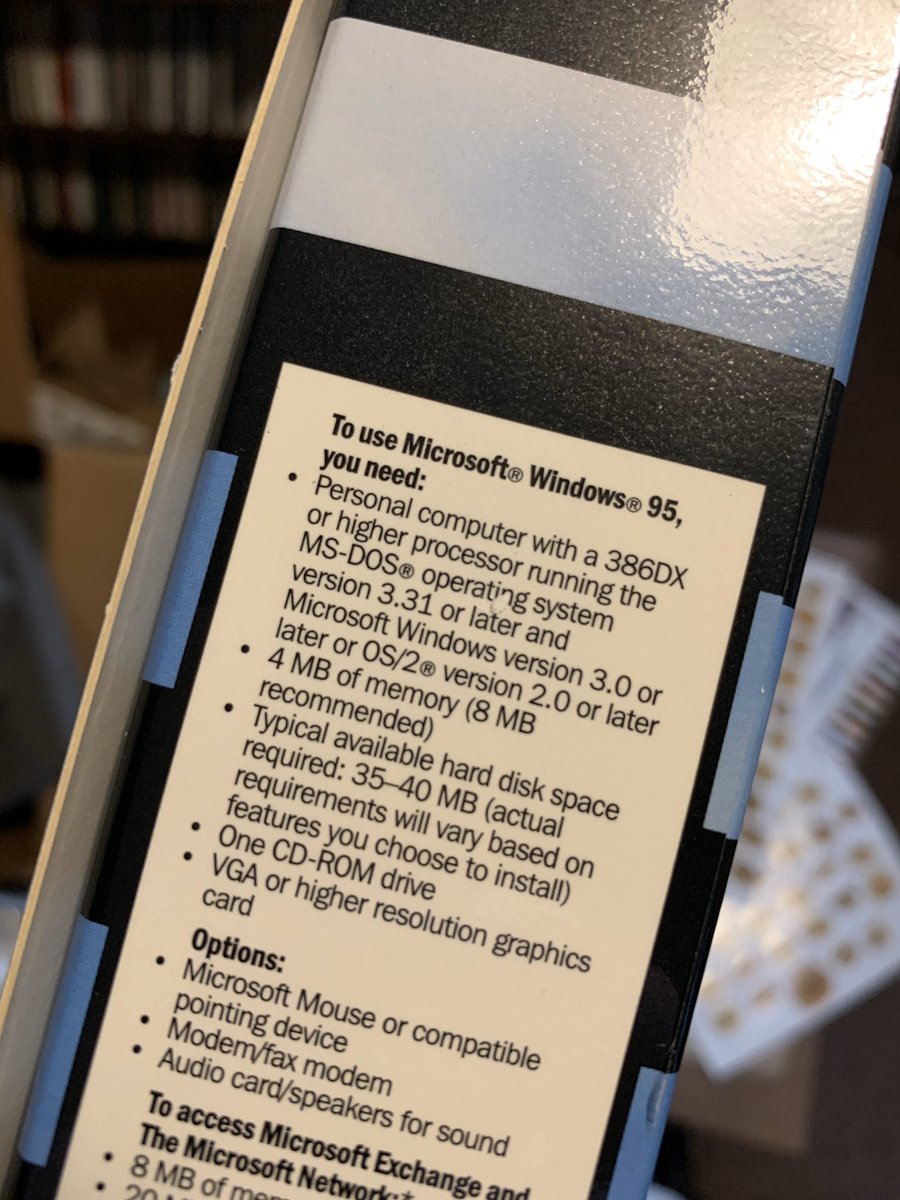 To use Microsoft® Windows® 95,
you need:
• Personal computer with a 386DX
or higher processor running the
MS-DOS® operating system
version 3.31 or later and
Microsoft Windows version 3.0 or
later or OS/2® version 2.0 or later
• 4 MB of memory (8 MB
recommended)
• Typical available hard disk space
required: 35–40 MB (actual
requirements will vary based on
features you choose to install)
• One CD-ROM drive
• VGA or higher resolution graphics
card
Options:
• Microsoft Mouse or compatible
pointing device
• Modem/fax modem
• Audio card/speakers for sound
To access Microsoft Exchange and
The Microsoft Network:*
• 8 MB of
• 20